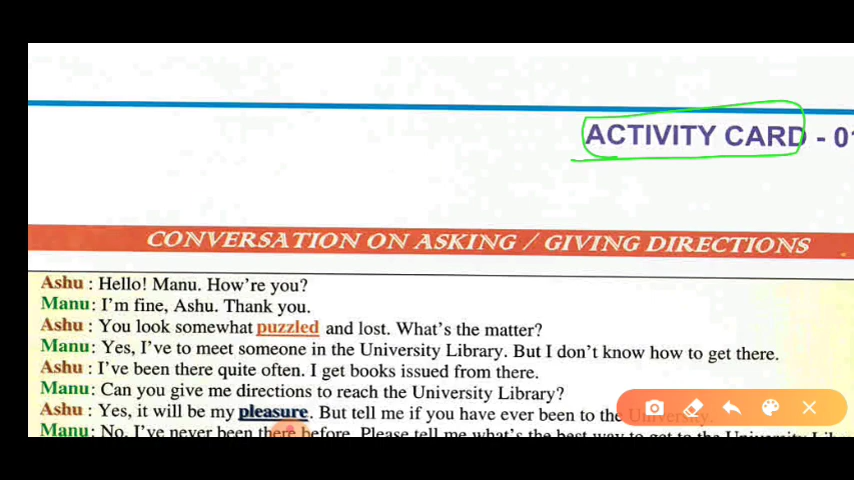 ACTIVITY CARD - 01
CONVERSATION ON ASKING / GIVING DIRECTIONS
Ashu : Hello! Manu. How're you?
Manu: I'm fine, Ashu. Thank you.
Ashu : You look somewhat puzzled and lost. What's the matter?
Manu: Yes, I've to meet someone in the University Library. But I don't know how to get there.
Ashu : I've been there quite often. I get books issued from there.
Manu: Can you give me directions to reach the University Library?
Ashu : Yes, it will be my pleasure. But tell me if you have ever been to the University.
Manu: No. I've never been there before. Please tell me what's the best way to get to the University